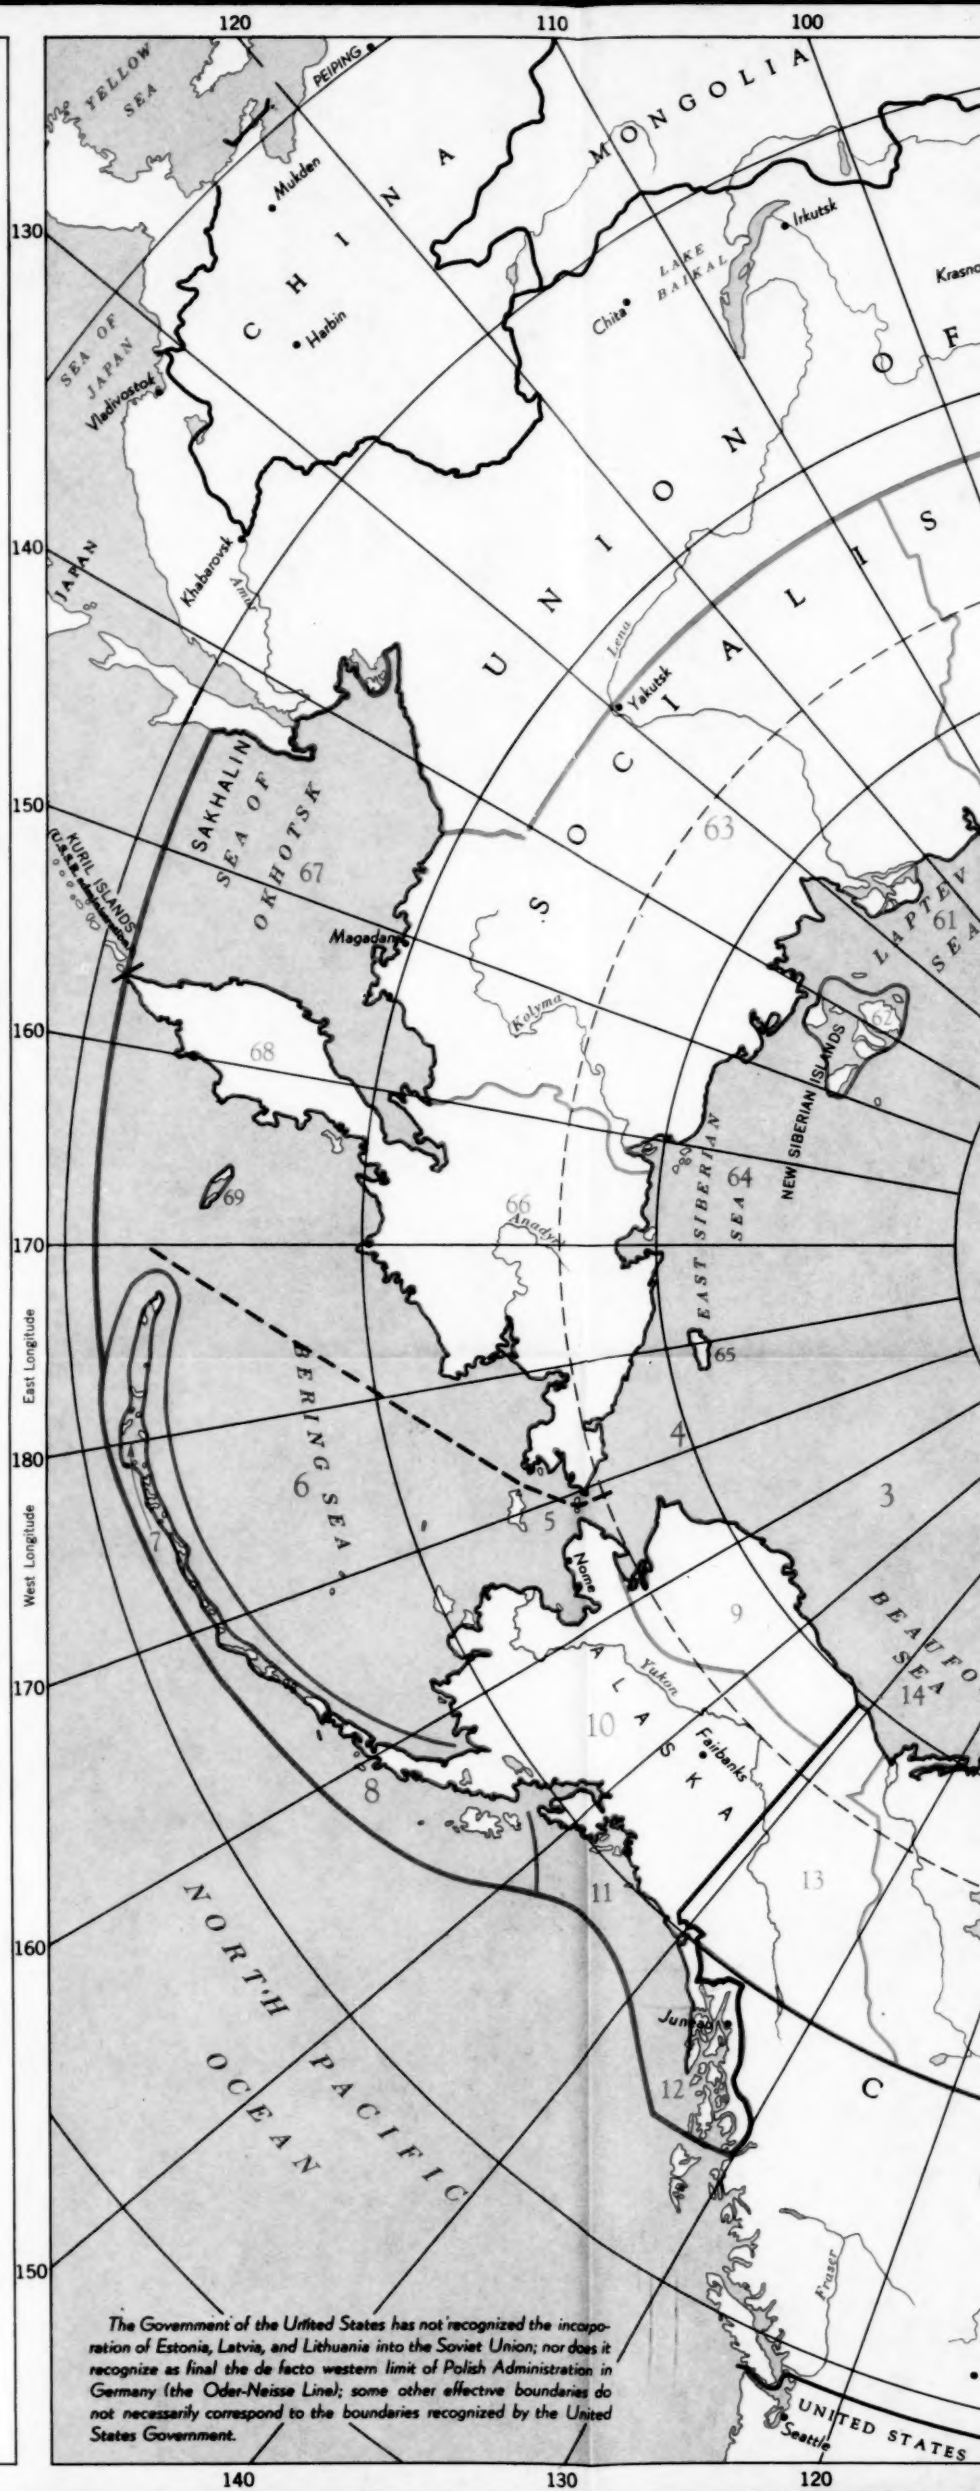 120
110
100
YELLOW
SEA
PEIPING
MONGOLIA
Mukden
CHINA
Irkutsk
130
LAKE
BAIKAL
Chita
Harbin
SEA OF
JAPAN
Vladivostok
UNION OF
SOCIALIS
140
JAPAN
Khabarovsk
Amur
Lena
Yakutsk
63
150
SAKHALIN
SEA OF
OKHOTSK
67
KURIL ISLANDS
(U.S.S.R. administration)
Magadan
LAPTEV
SEA
61
62
NEW SIBERIAN ISLANDS
Kolyma
160
68
EAST SIBERIAN
SEA
64
69
66
Anadyr
170
East Longitude
65
BERING SEA
6
4
180
West Longitude
3
5
7
Nome
9
BEAUFO
SEA
14
170
ALASKA
Yukon
10
Fairbanks
8
11
13
160
NORTH
PACIFIC
OCEAN
Juneau
12
C
150
Fraser
The Government of the United States has not recognized the incorpo-
ration of Estonia, Latvia, and Lithuania into the Soviet Union; nor does it
recognize as final the de facto western limit of Polish Administration in
Germany (the Oder-Neisse Line); some other effective boundaries do
not necessarily correspond to the boundaries recognized by the United
States Government.
UNITED STATES
Seattle
140
130
120